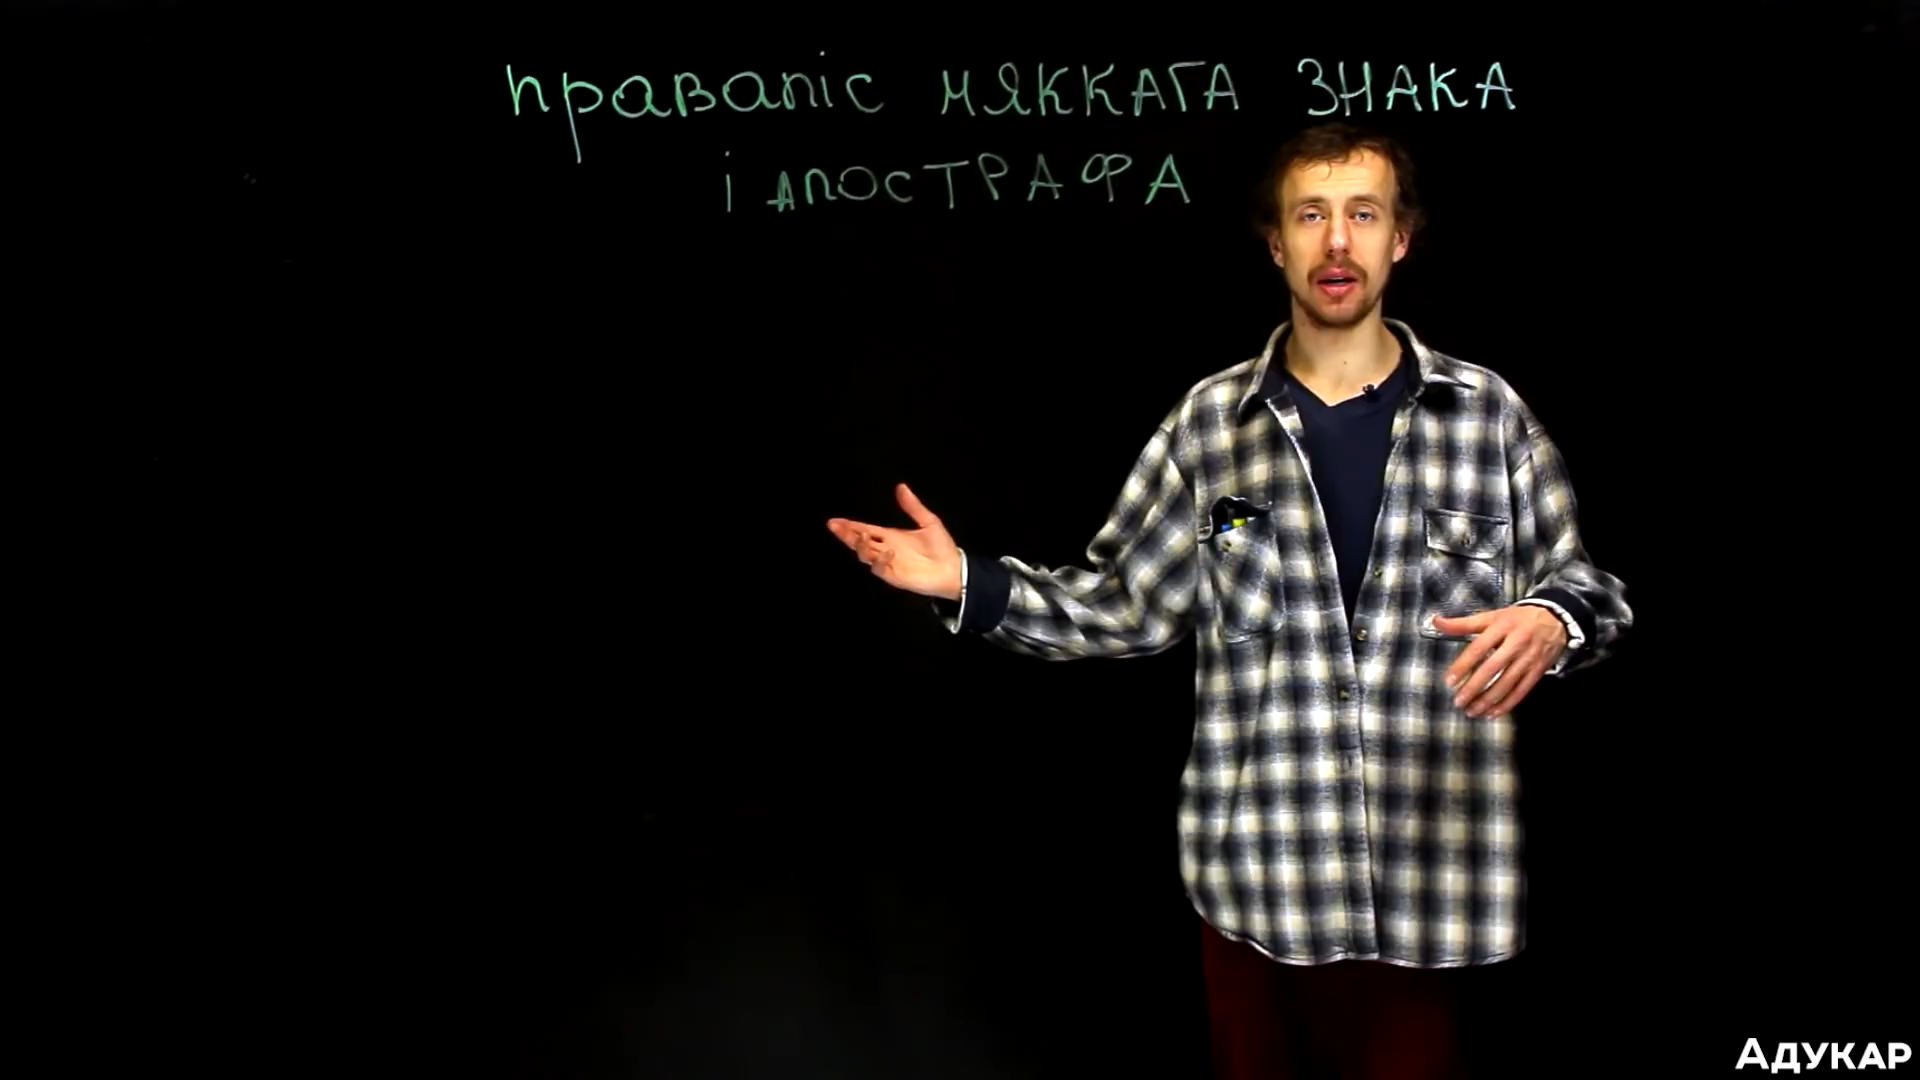 правапіс мяккага знака
і апострафа
Адукар